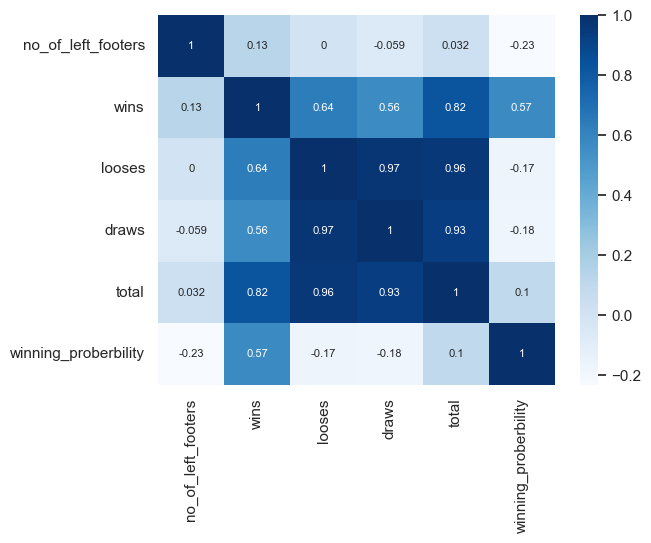 no_of_left_footers 1 0.13 0 -0.059 0.032 -0.23
wins 0.13 1 0.64 0.56 0.82 0.57
looses 0 0.64 1 0.97 0.96 -0.17
draws -0.059 0.56 0.97 1 0.93 -0.18
total 0.032 0.82 0.96 0.93 1 0.1
winning_proberbility -0.23 0.57 -0.17 -0.18 0.1 1
no_of_left_footers
wins
looses
draws
total
winning_proberbility
1.0
0.8
0.6
0.4
0.2
0.0
−0.2